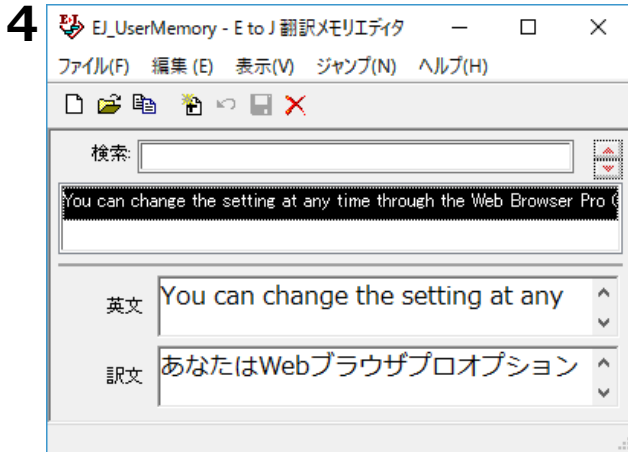 4
EJ_UserMemory - E to J 翻訳メモリエディタ
ファイル(F) 編集(E) 表示(V) ジャンプ(N) ヘルプ(H)
検索:
You can change the setting at any time through the Web Browser Pro
英文 You can change the setting at any
訳文 あなたはWebブラウザプロオプション